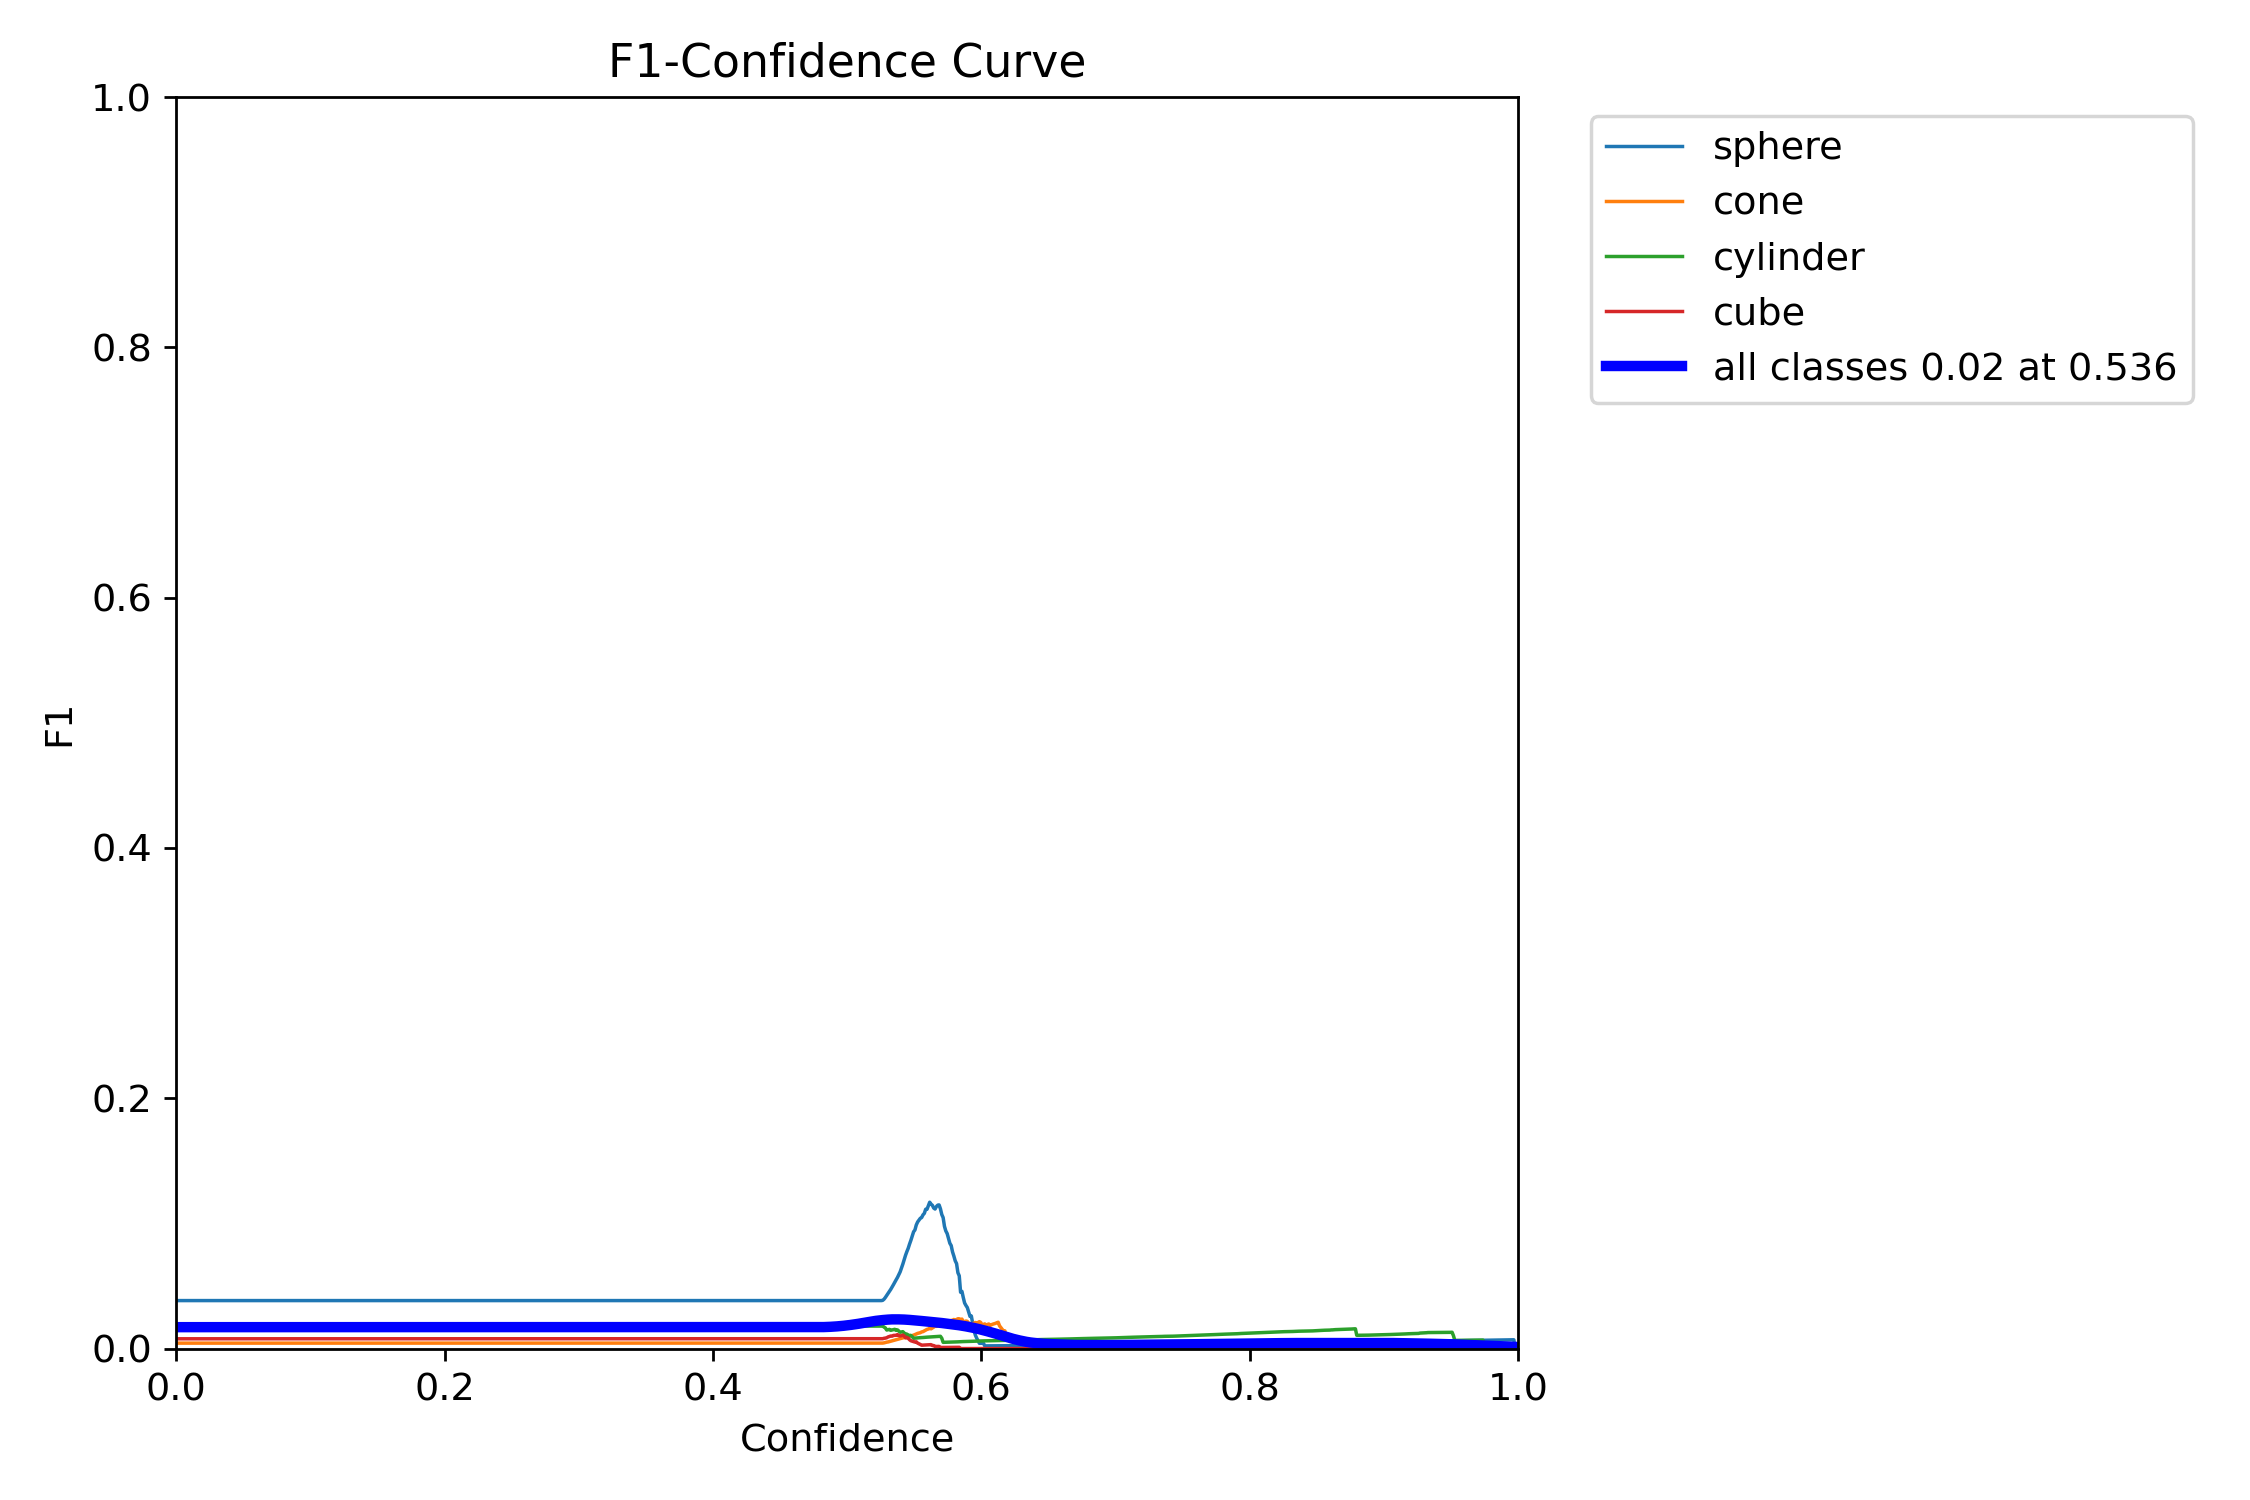 F1-Confidence Curve
1.0
0.8
0.6
0.4
0.2
0.0
F1
0.0 0.2 0.4 0.6 0.8 1.0
Confidence
sphere
cone
cylinder
cube
all classes 0.02 at 0.536